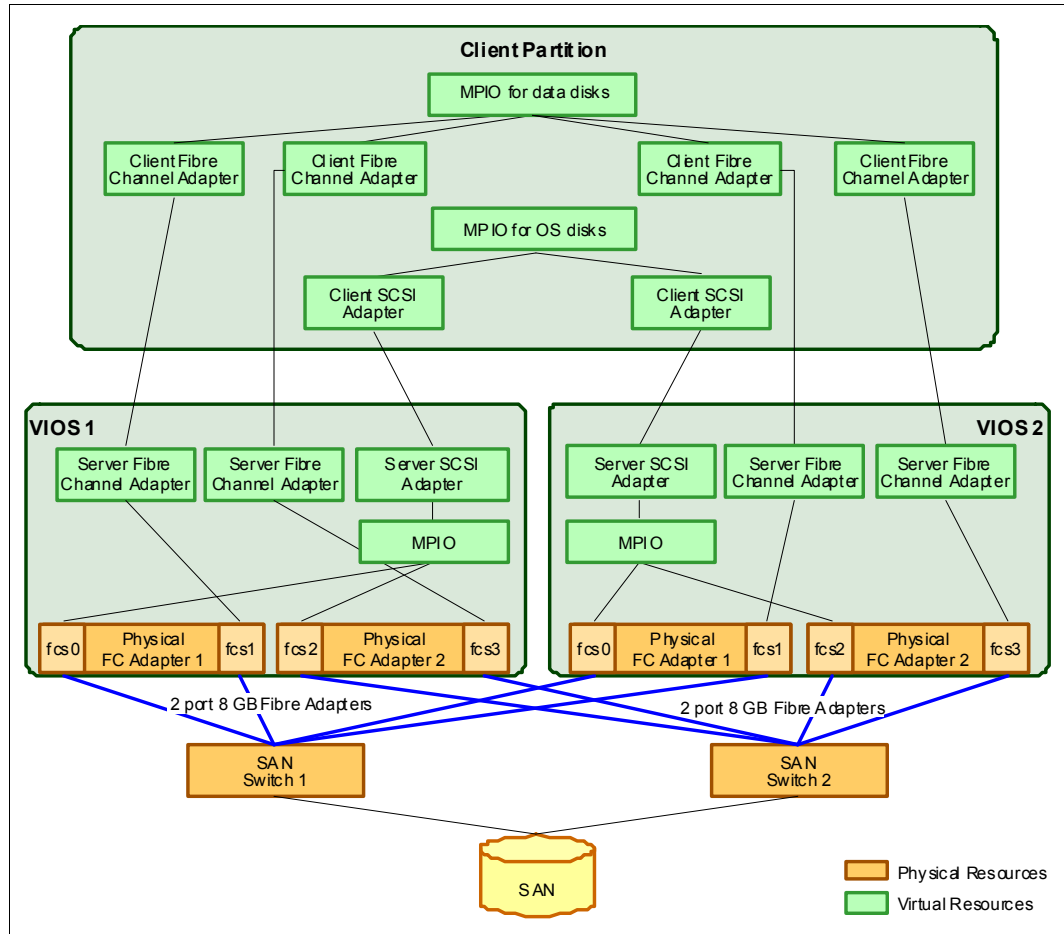 Client Partition
MPIO for data disks
Client Fibre
Channel Adapter
Client Fibre
Channel Adapter
Client Fibre
Channel Adapter
Client Fibre
Channel Adapter
MPIO for OS disks
Client SCSI
Adapter
Client SCSI
Adapter
VIOS 1
Server Fibre
Channel Adapter
Server Fibre
Channel Adapter
Server SCSI
Adapter
MPIO
fcs0
Physical
FC Adapter 1
fcs1
fcs2
Physical
FC Adapter 2
fcs3
VIOS 2
Server SCSI
Adapter
Server Fibre
Channel Adapter
Server Fibre
Channel Adapter
MPIO
fcs0
Physical
FC Adapter 1
fcs1
fcs2
Physical
FC Adapter 2
fcs3
2 port 8 GB Fibre Adapters
2 port 8 GB Fibre Adapters
SAN
Switch 1
SAN
Switch 2
SAN
Physical Resources
Virtual Resources